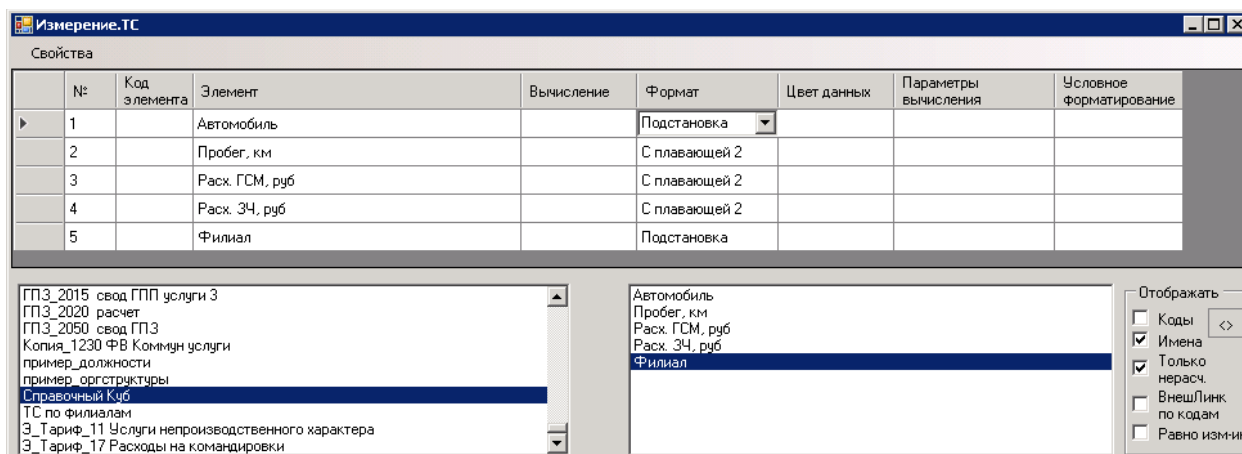 Измерение.ТС
Свойства
№ Код элемента Элемент Вычисление Формат Цвет данных Параметры вычисления Условное форматирование
1 Автомобиль Подстановка
2 Пробег, км С плавающей 2
3 Расх. ГСМ, руб С плавающей 2
4 Расх. ЗЧ, руб С плавающей 2
5 Филиал Подстановка
ГПЗ_2015 свод ГПП услуги 3
ГПЗ_2020 расчет
ГПЗ_2050 свод ГПЗ
Копия_1230 ФВ Коммун услуги
пример_должности
пример_оргструктуры
Справочный Куб
ТС по филиалам
Э_Тариф_11 Услуги непроизводственного характера
Э_Тариф_17 Расходы на командировки
Автомобиль
Пробег, км
Расх. ГСМ, руб
Расх. ЗЧ, руб
Филиал
Отображать
Коды
<>
Имена
Только
нерасч.
ВнешЛинк
по кодам
Равно изм-ик